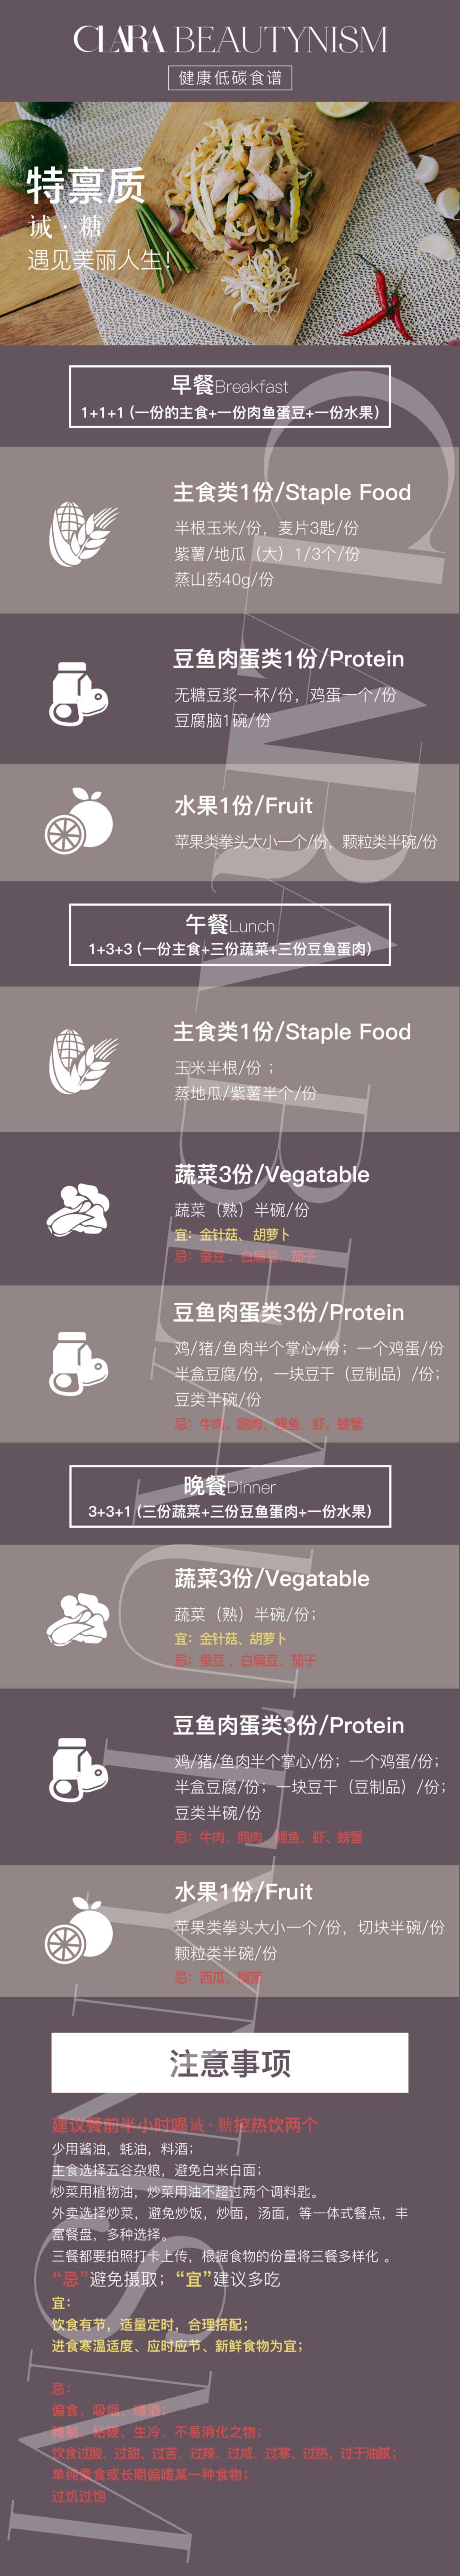 CLARA BEAUTYNISM
健康低碳食谱
特禀质
诫·糖
遇见美丽人生！
早餐Breakfast
1+1+1 (一份的主食+一份肉鱼蛋豆+一份水果)
主食类1份/Staple Food
半根玉米/份，麦片3匙/份
紫薯/地瓜（大）1/3个/份
蒸山药40g/份
豆鱼肉蛋类1份/Protein
无糖豆浆一杯/份，鸡蛋一个/份
豆腐脑1碗/份
水果1份/Fruit
苹果类拳头大小一个/份，颗粒类半碗/份
午餐Lunch
1+3+3 (一份主食+三份蔬菜+三份豆鱼蛋肉)
主食类1份/Staple Food
玉米半根/份；
蒸地瓜/紫薯半个/份
蔬菜3份/Vegatable
蔬菜（熟）半碗/份
宜：金针菇、胡萝卜
忌：蚕豆、白扁豆、茄子
豆鱼肉蛋类3份/Protein
鸡/猪/鱼肉半个掌心/份；一个鸡蛋/份
半盒豆腐/份，一块豆干（豆制品）/份；
豆类半碗/份
忌：牛肉、鹅肉、鲤鱼、虾、螃蟹
晚餐Dinner
3+3+1 (三份蔬菜+三份豆鱼蛋肉+一份水果)
蔬菜3份/Vegatable
蔬菜（熟）半碗/份；
宜：金针菇、胡萝卜
忌：蚕豆、白扁豆、茄子
豆鱼肉蛋类3份/Protein
鸡/猪/鱼肉半个掌心/份；一个鸡蛋/份；
半盒豆腐/份；一块豆干（豆制品）/份；
豆类半碗/份
忌：牛肉、鹅肉、鲤鱼、虾、螃蟹
水果1份/Fruit
苹果类拳头大小一个/份，切块半碗/份
颗粒类半碗/份
忌：西瓜、榴莲
注意事项
建议餐前半小时喝诫·糖控热饮两个
少用酱油，蚝油，料酒；
主食选择五谷杂粮，避免白米白面；
炒菜用植物油，炒菜用油不超过两个调料匙。
外卖选择炒菜，避免炒饭，炒面，汤面，等一体式餐点，丰
富餐盘，多种选择。
三餐都要拍照打卡上传，根据食物的份量将三餐多样化 。
“忌”避免摄取；“宜”建议多吃
宜：
饮食有节，适量定时，合理搭配；
进食寒温适度、应时应节、新鲜食物为宜；
忌：
偏食、吸烟、嗜酒；
腌制、粘硬、生冷、不易消化之物；
饮食过酸、过甜、过苦、过辣、过咸、过寒、过热、过于油腻；
单纯素食或长期偏嗜某一种食物；
过饥过饱
CLARA BEAUTYNISM